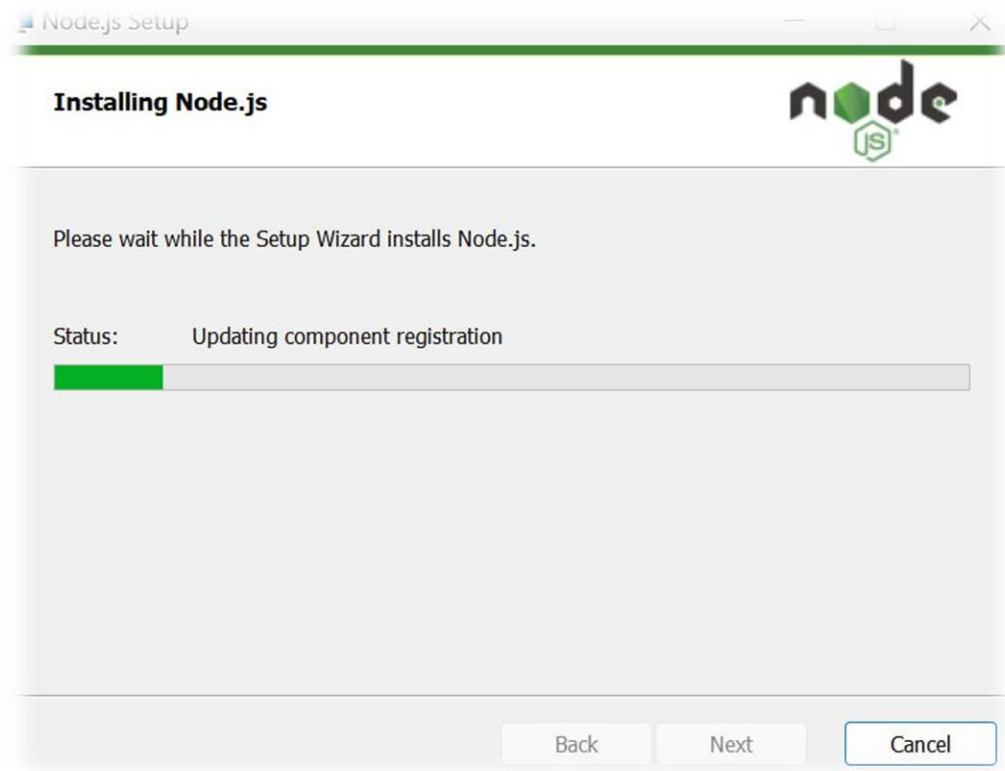 Node.js Setup
Installing Node.js
node
JS
Please wait while the Setup Wizard installs Node.js.
Status: Updating component registration
Back Next Cancel